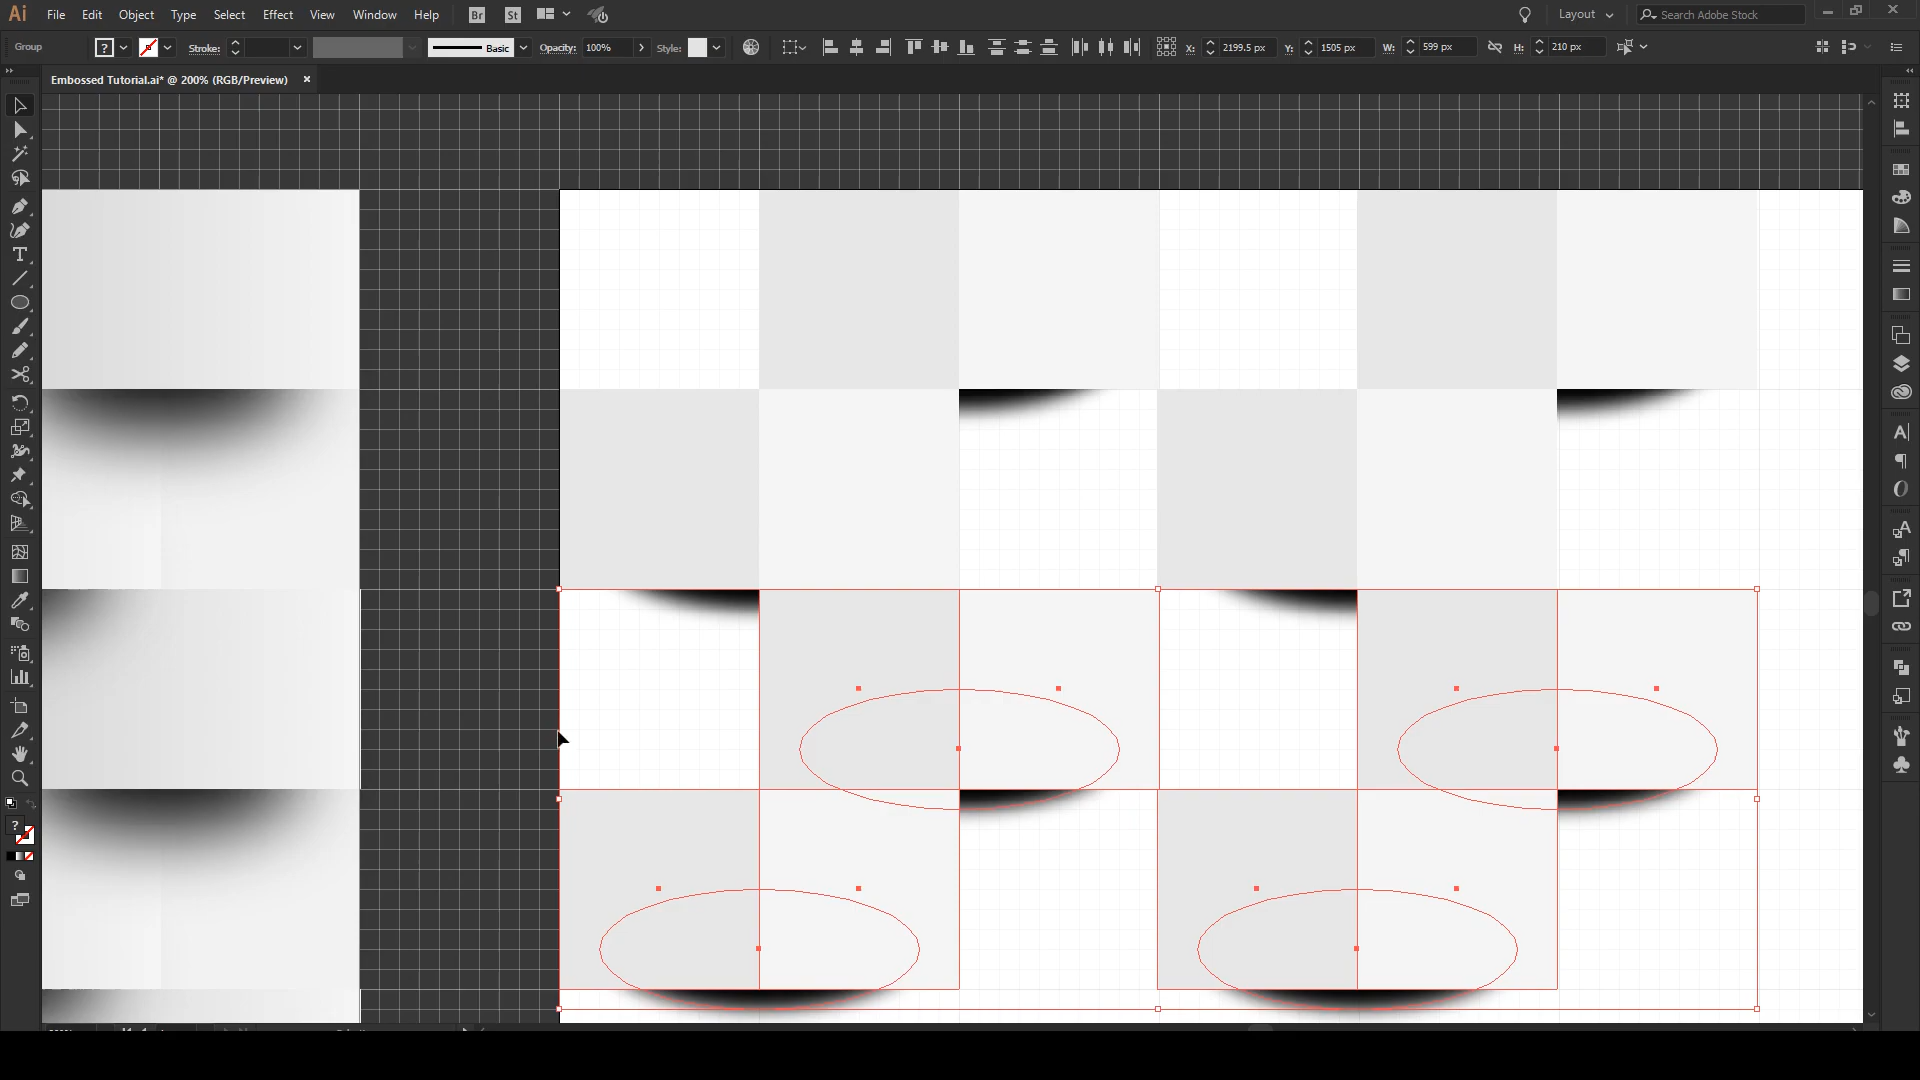 Ai File Edit Object Type Select Effect View Window Help Br St Layout Search Adobe Stock
Group ? Stroke: Basic Opacity: 100% Style: X: 2199.5 px Y: 1505 px W: 599 px H: 210 px
Embossed Tutorial.ai* @ 200% (RGB/Preview) ×
T
A
?
A